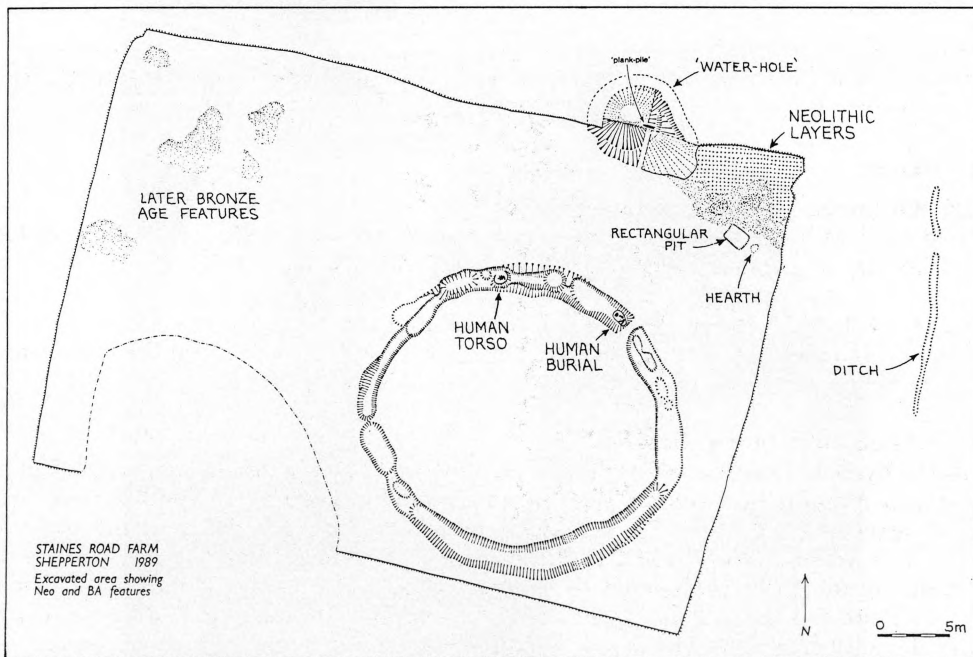 'plank-pile'
'WATER-HOLE'
NEOLITHIC
LAYERS
LATER BRONZE
AGE FEATURES
RECTANGULAR
PIT
HEARTH
HUMAN
TORSO
HUMAN
BURIAL
DITCH
STAINES ROAD FARM
SHEPPERTON 1989
Excavated area showing
Neo and BA features
N
0 5m